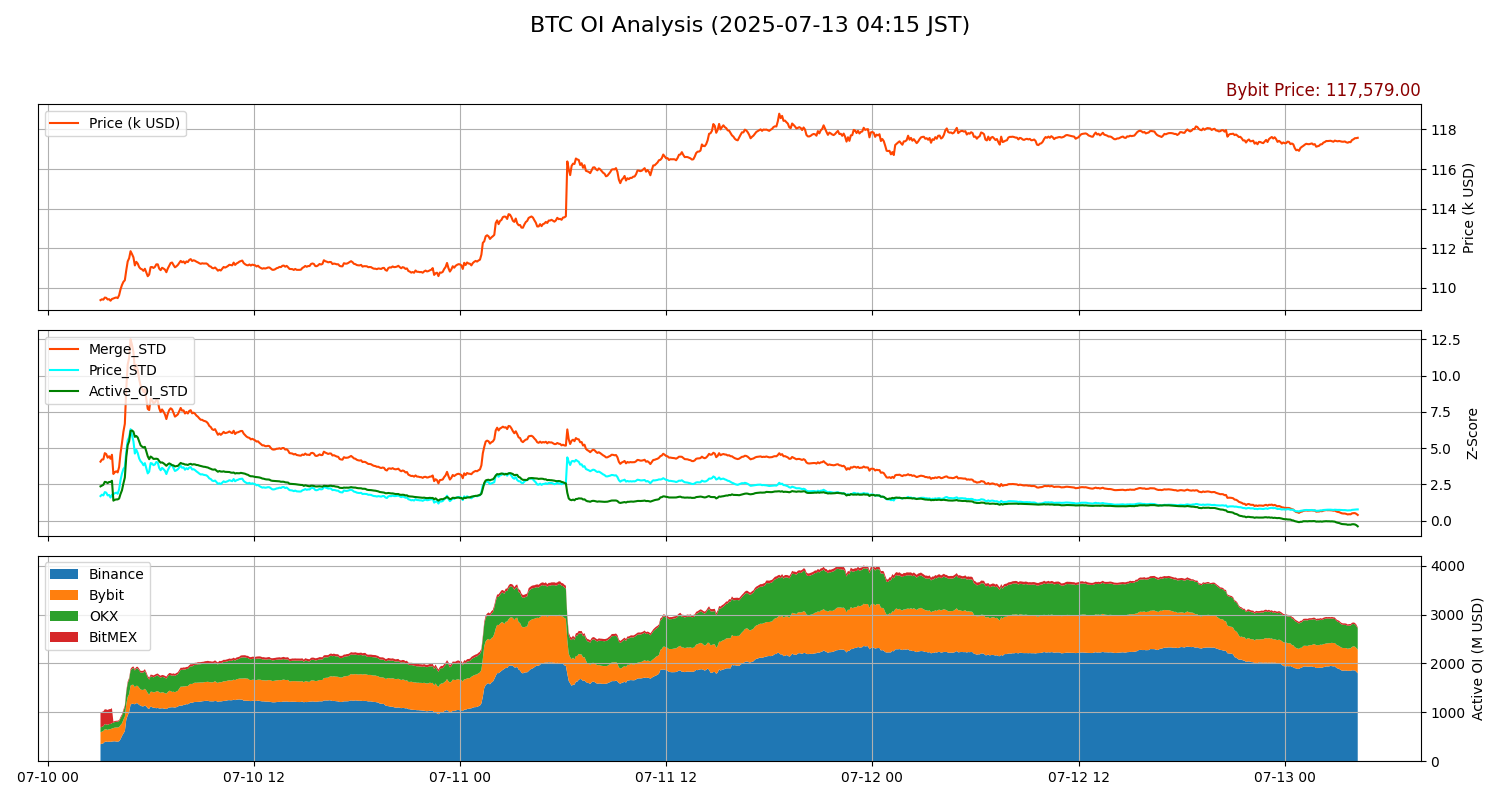 BTC OI Analysis (2025-07-13 04:15 JST)
Bybit Price: 117,579.00
Price (k USD)
118
116
114
112
110
Price (k USD)
Merge_STD
Price_STD
Active_OI_STD
12.5
10.0
7.5
5.0
2.5
0.0
Z-Score
Binance
Bybit
OKX
BitMEX
4000
3000
2000
1000
0
Active OI (M USD)
07-10 00
07-10 12
07-11 00
07-11 12
07-12 00
07-12 12
07-13 00